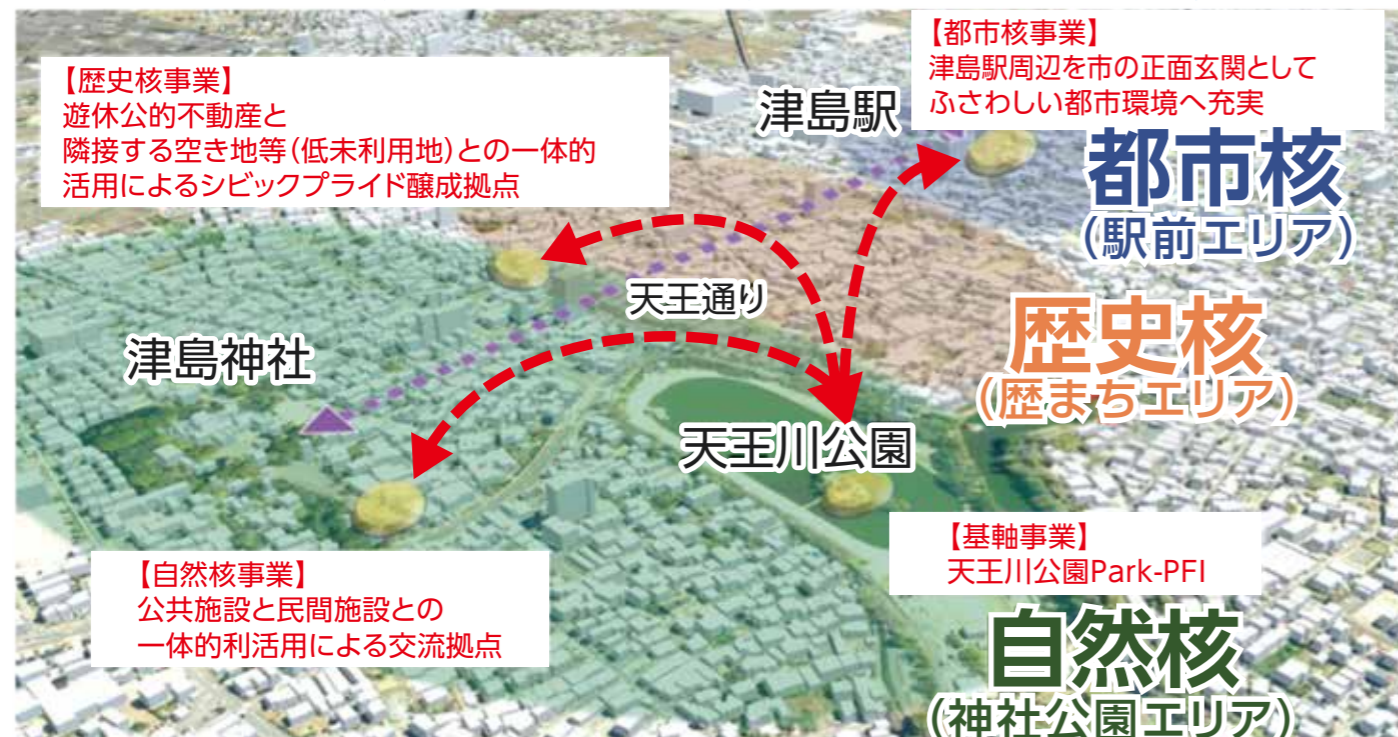 【歴史核事業】
遊休公的不動産と
隣接する空き地等(低未利用地)との一体的
活用によるシビックプライド醸成拠点
【都市核事業】
津島駅周辺を市の正面玄関として
ふさわしい都市環境へ充実
津島駅
都市核
(駅前エリア)
天王通り
歴史核
(歴まちエリア)
津島神社
天王川公園
【基軸事業】
天王川公園Park-PFI
【自然核事業】
公共施設と民間施設との
一体的利活用による交流拠点
自然核
(神社公園エリア)